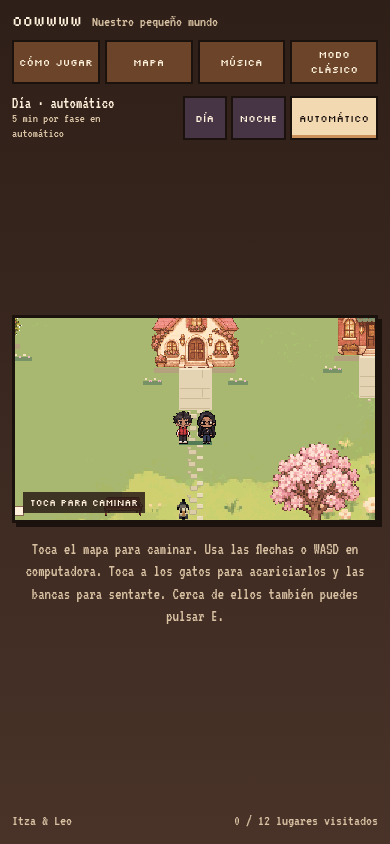 OOWWWW Nuestro pequeño mundo
CÓMO JUGAR
MAPA
MÚSICA
MODO
CLÁSICO
Día · automático
5 min por fase en
automático
DÍA
NOCHE
AUTOMÁTICO
TOCA PARA CAMINAR
Toca el mapa para caminar. Usa las flechas o WASD en
computadora. Toca a los gatos para acariciarlos y las
bancas para sentarte. Cerca de ellos también puedes
pulsar E.
Itza & Leo
0 / 12 lugares visitados